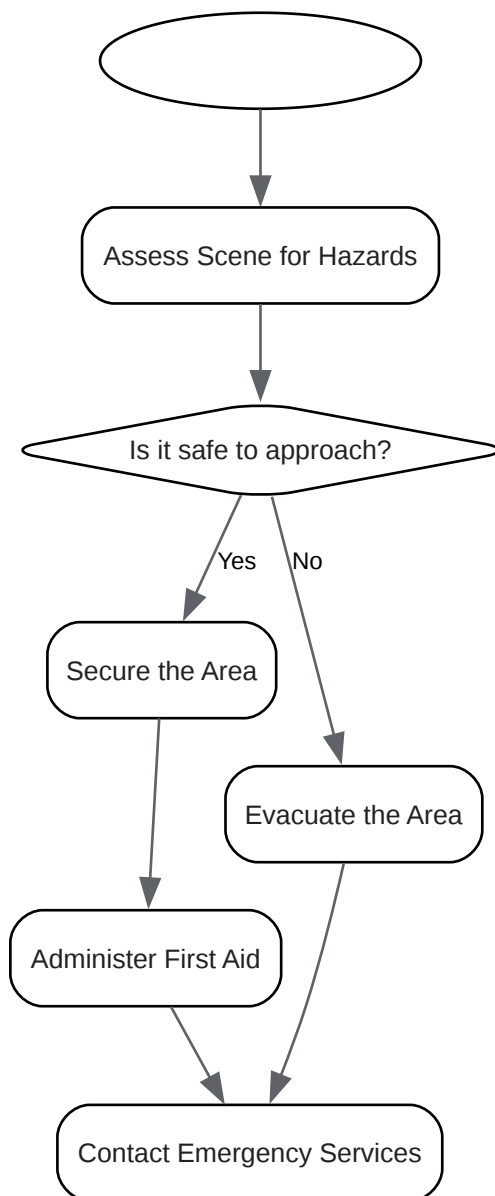 Assess Scene for Hazards
Is it safe to approach?
Yes
No
Secure the Area
Evacuate the Area
Administer First Aid
Contact Emergency Services